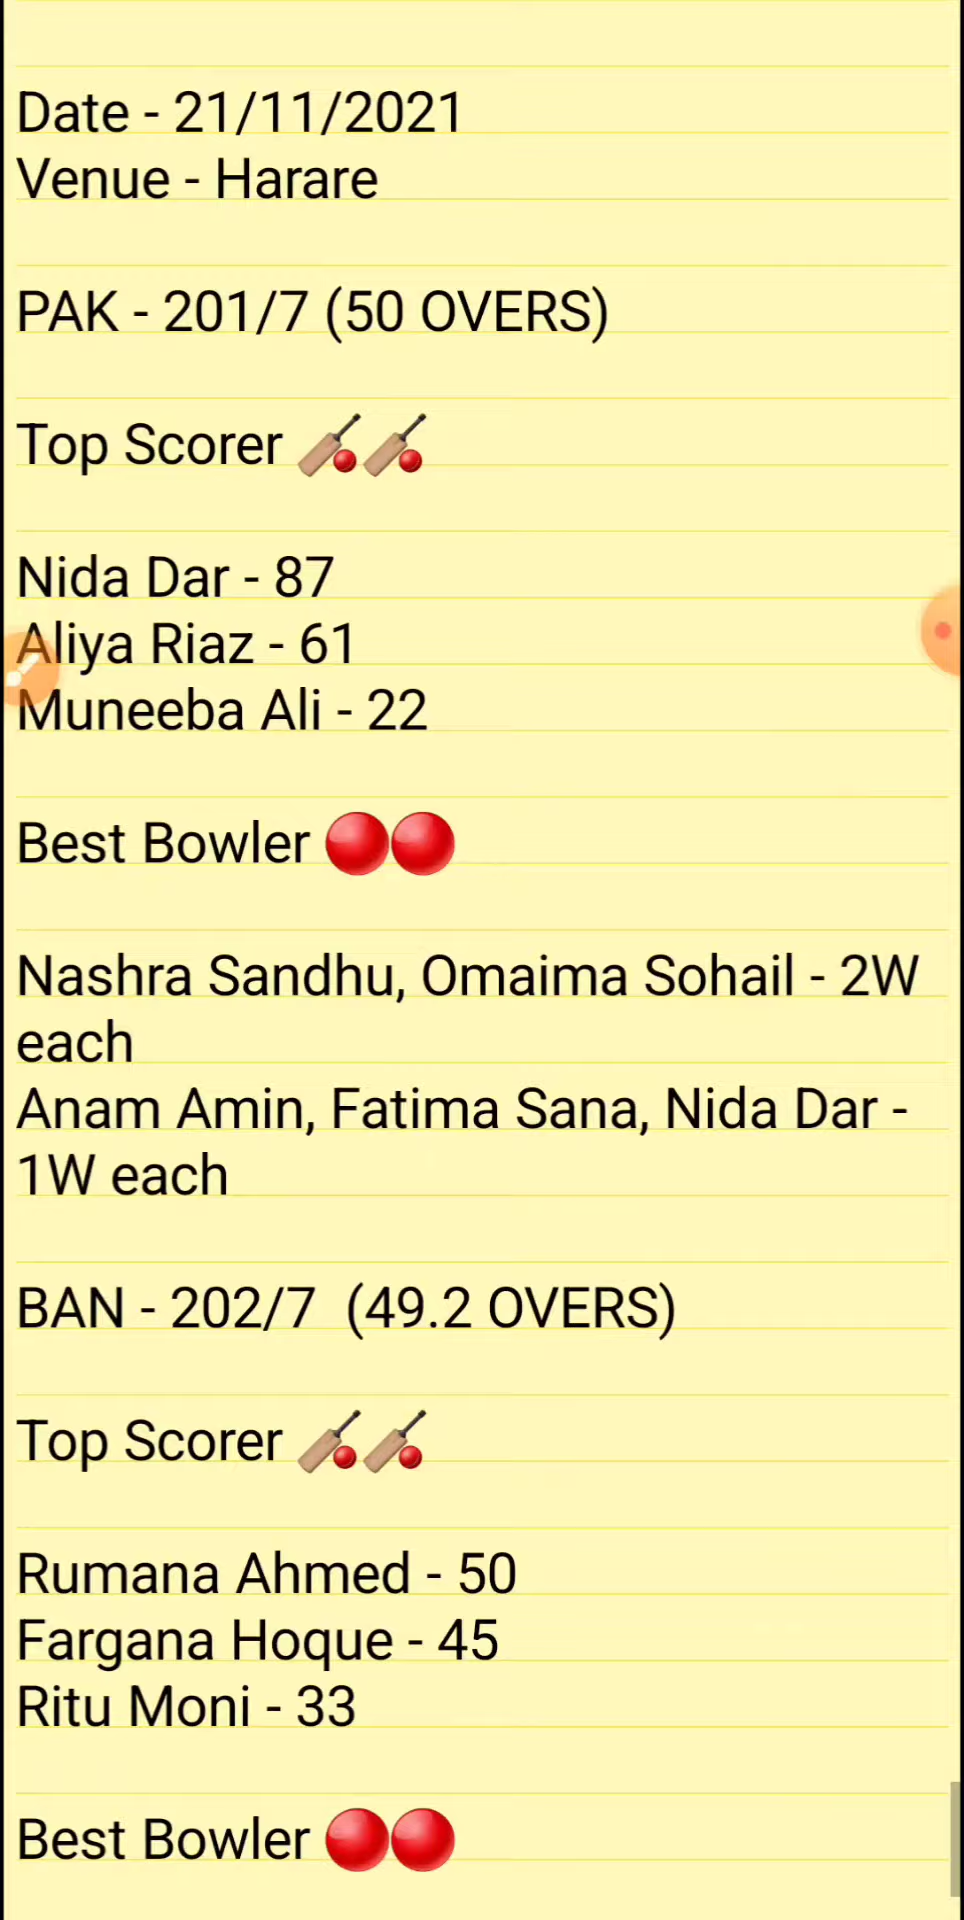 Date - 21/11/2021
Venue - Harare
PAK - 201/7 (50 OVERS)
Top Scorer 🏏🏏
Nida Dar - 87
Aliya Riaz - 61
Muneeba Ali - 22
Best Bowler 🔴🔴
Nashra Sandhu, Omaima Sohail - 2W
each
Anam Amin, Fatima Sana, Nida Dar -
1W each
BAN - 202/7  (49.2 OVERS)
Top Scorer 🏏🏏
Rumana Ahmed - 50
Fargana Hoque - 45
Ritu Moni - 33
Best Bowler 🔴🔴